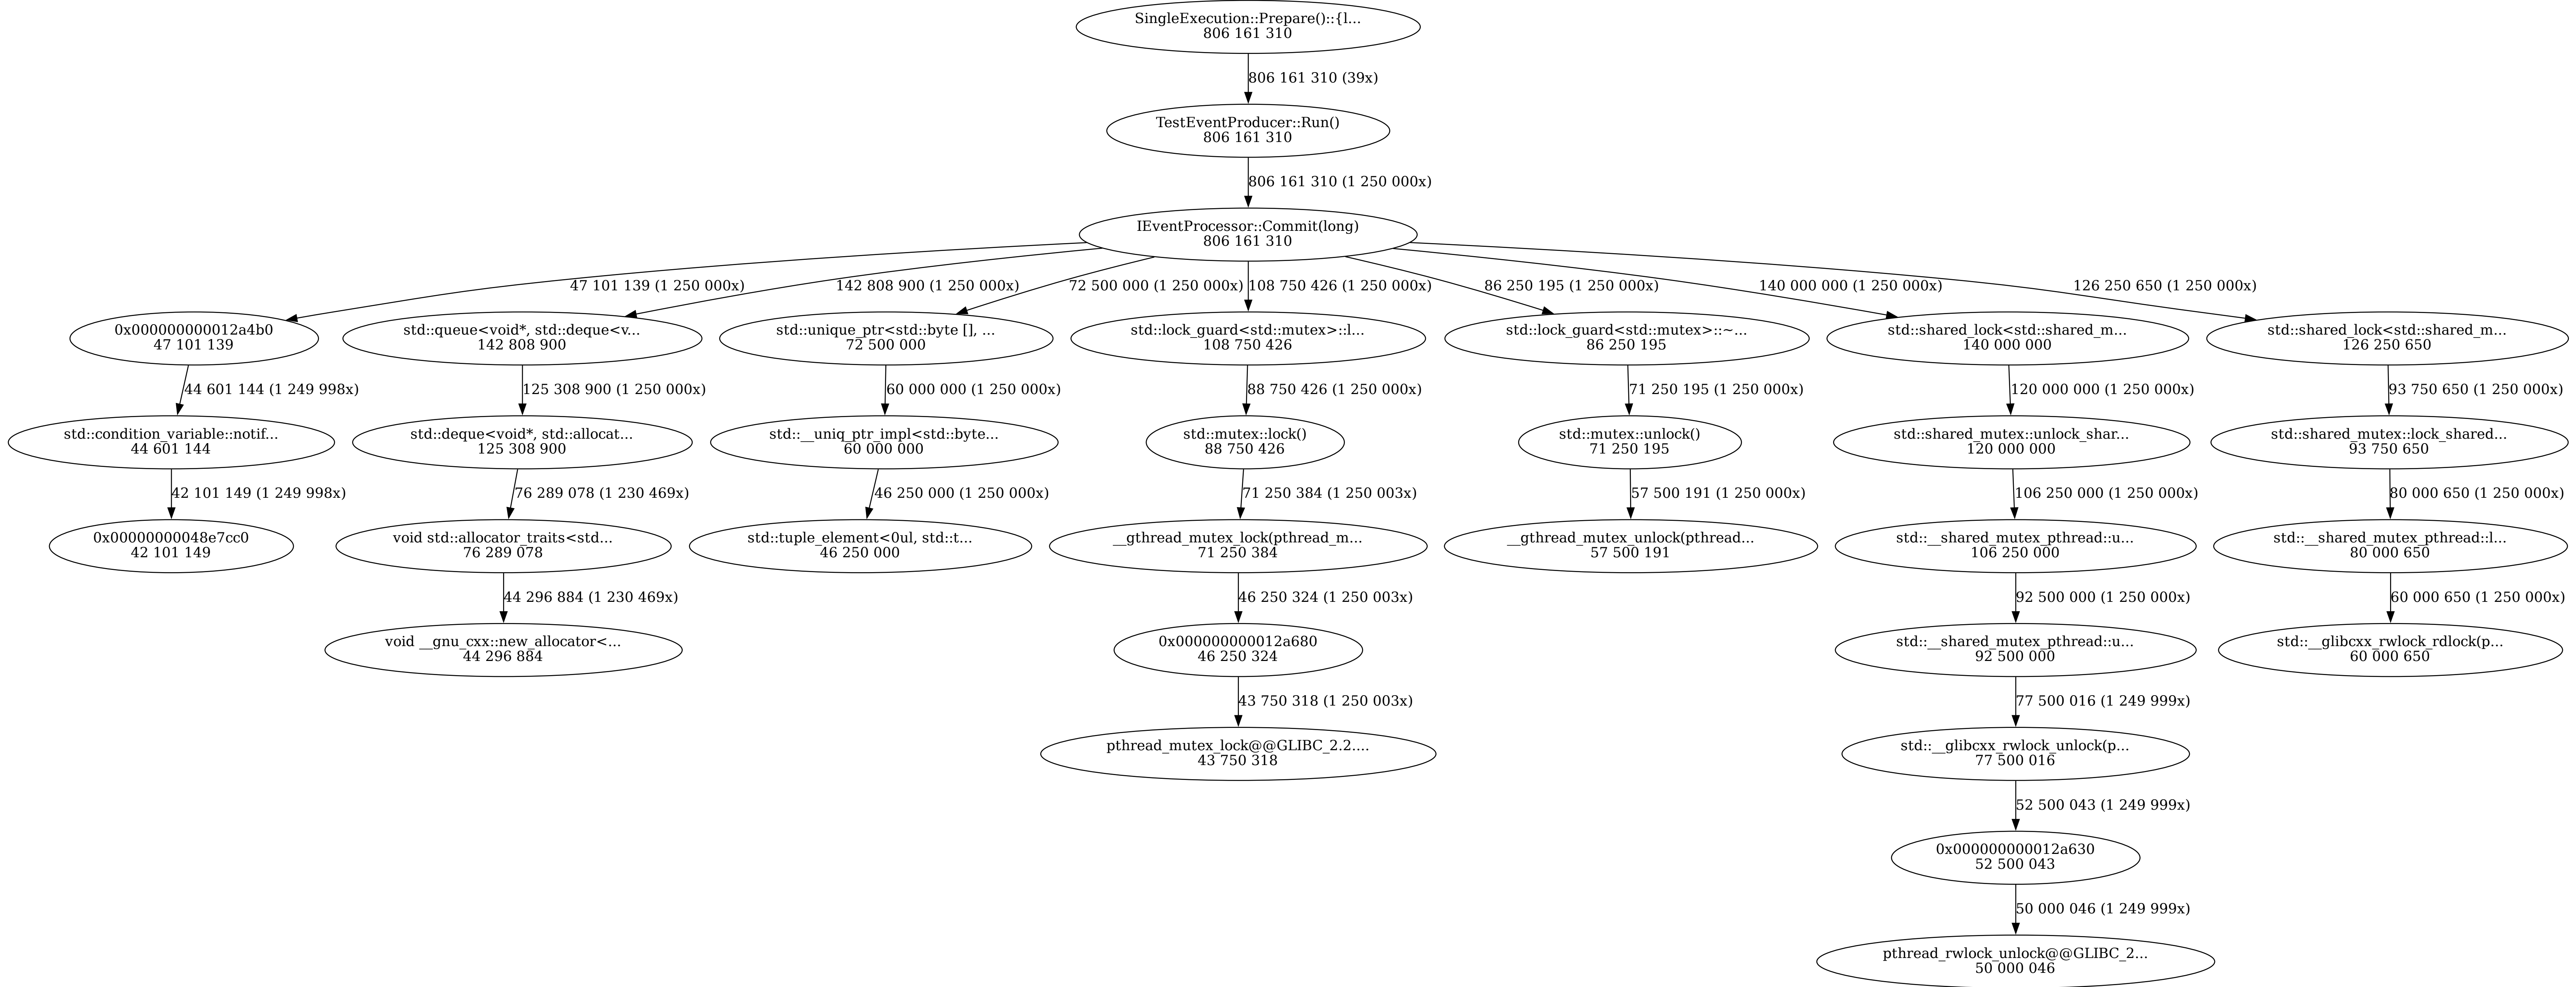 SingleExecution::Prepare()::{l...
806 161 310
806 161 310 (39x)
TestEventProducer::Run()
806 161 310
806 161 310 (1 250 000x)
IEventProcessor::Commit(long)
806 161 310
47 101 139 (1 250 000x)
142 808 900 (1 250 000x)
72 500 000 (1 250 000x)
108 750 426 (1 250 000x)
86 250 195 (1 250 000x)
140 000 000 (1 250 000x)
126 250 650 (1 250 000x)
0x000000000012a4b0
47 101 139
std::queue<void*, std::deque<v...
142 808 900
std::unique_ptr<std::byte [], ...
72 500 000
std::lock_guard<std::mutex>::l...
108 750 426
std::lock_guard<std::mutex>::~...
86 250 195
std::shared_lock<std::shared_m...
140 000 000
std::shared_lock<std::shared_m...
126 250 650
44 601 144 (1 249 998x)
125 308 900 (1 250 000x)
60 000 000 (1 250 000x)
88 750 426 (1 250 000x)
71 250 195 (1 250 000x)
120 000 000 (1 250 000x)
93 750 650 (1 250 000x)
std::condition_variable::notif...
44 601 144
std::deque<void*, std::allocat...
125 308 900
std::__uniq_ptr_impl<std::byte...
60 000 000
std::mutex::lock()
88 750 426
std::mutex::unlock()
71 250 195
std::shared_mutex::unlock_shar...
120 000 000
std::shared_mutex::lock_shared...
93 750 650
42 101 149 (1 249 998x)
76 289 078 (1 230 469x)
46 250 000 (1 250 000x)
71 250 384 (1 250 003x)
57 500 191 (1 250 000x)
106 250 000 (1 250 000x)
80 000 650 (1 250 000x)
0x00000000048e7cc0
42 101 149
void std::allocator_traits<std...
76 289 078
std::tuple_element<0ul, std::t...
46 250 000
__gthread_mutex_lock(pthread_m...
71 250 384
__gthread_mutex_unlock(pthread...
57 500 191
std::__shared_mutex_pthread::u...
106 250 000
std::__shared_mutex_pthread::l...
80 000 650
44 296 884 (1 230 469x)
46 250 324 (1 250 003x)
92 500 000 (1 250 000x)
60 000 650 (1 250 000x)
void __gnu_cxx::new_allocator<...
44 296 884
0x000000000012a680
46 250 324
std::__shared_mutex_pthread::u...
92 500 000
std::__glibcxx_rwlock_rdlock(p...
60 000 650
43 750 318 (1 250 003x)
77 500 016 (1 249 999x)
pthread_mutex_lock@@GLIBC_2.2....
43 750 318
std::__glibcxx_rwlock_unlock(p...
77 500 016
52 500 043 (1 249 999x)
0x000000000012a630
52 500 043
50 000 046 (1 249 999x)
pthread_rwlock_unlock@@GLIBC_2...
50 000 046